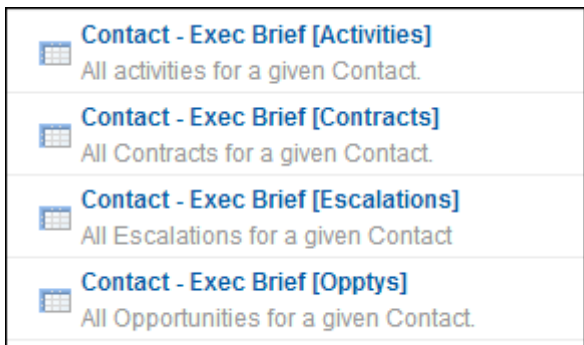 Contact - Exec Brief [Activities]
All activities for a given Contact.
Contact - Exec Brief [Contracts]
All Contracts for a given Contact.
Contact - Exec Brief [Escalations]
All Escalations for a given Contact
Contact - Exec Brief [Opptys]
All Opportunities for a given Contact.